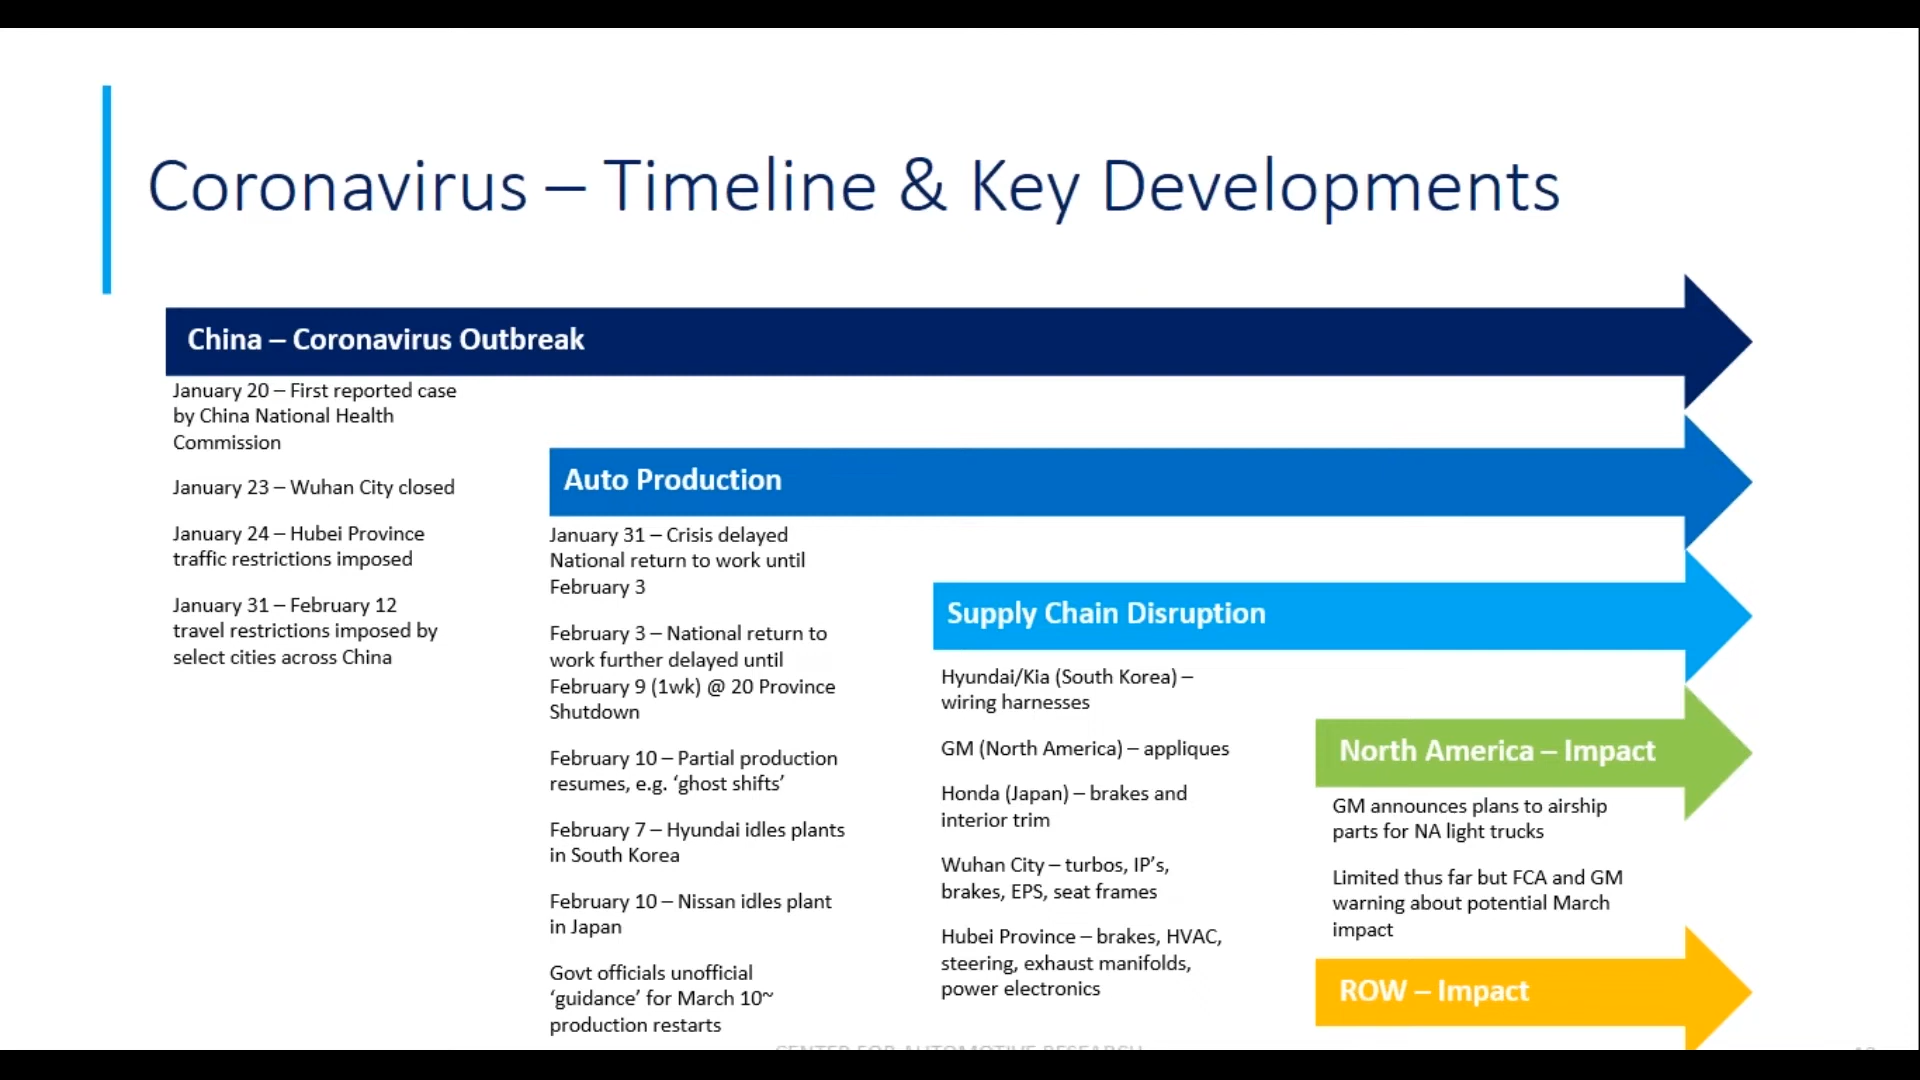 Coronavirus – Timeline & Key Developments
China – Coronavirus Outbreak
January 20 – First reported case
by China National Health
Commission
January 23 – Wuhan City closed
January 24 – Hubei Province
traffic restrictions imposed
January 31 – February 12
travel restrictions imposed by
select cities across China
Auto Production
January 31 – Crisis delayed
National return to work until
February 3
February 3 – National return to
work further delayed until
February 9 (1wk) @ 20 Province
Shutdown
February 10 – Partial production
resumes, e.g. ‘ghost shifts’
February 7 – Hyundai idles plants
in South Korea
February 10 – Nissan idles plant
in Japan
Govt officials unofficial
‘guidance’ for March 10~
production restarts
Supply Chain Disruption
Hyundai/Kia (South Korea) –
wiring harnesses
GM (North America) – appliques
Honda (Japan) – brakes and
interior trim
Wuhan City – turbos, IP’s,
brakes, EPS, seat frames
Hubei Province – brakes, HVAC,
steering, exhaust manifolds,
power electronics
North America – Impact
GM announces plans to airship
parts for NA light trucks
Limited thus far but FCA and GM
warning about potential March
impact
ROW – Impact
CENTER FOR AUTOMOTIVE RESEARCH